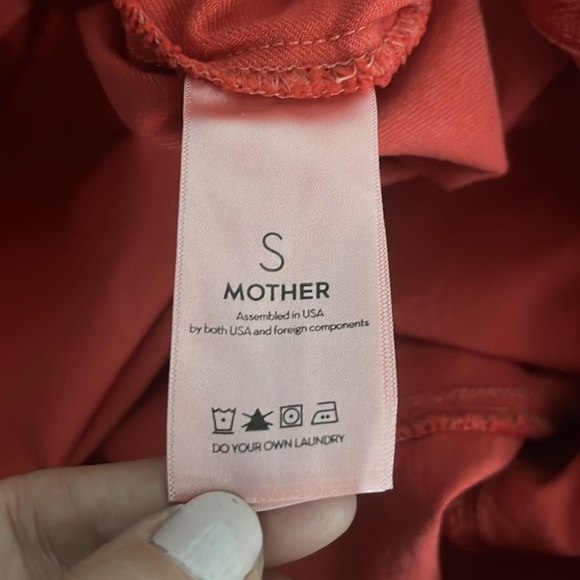 S
MOTHER
Assembled in USA
by both USA and foreign components
DO YOUR OWN LAUNDRY